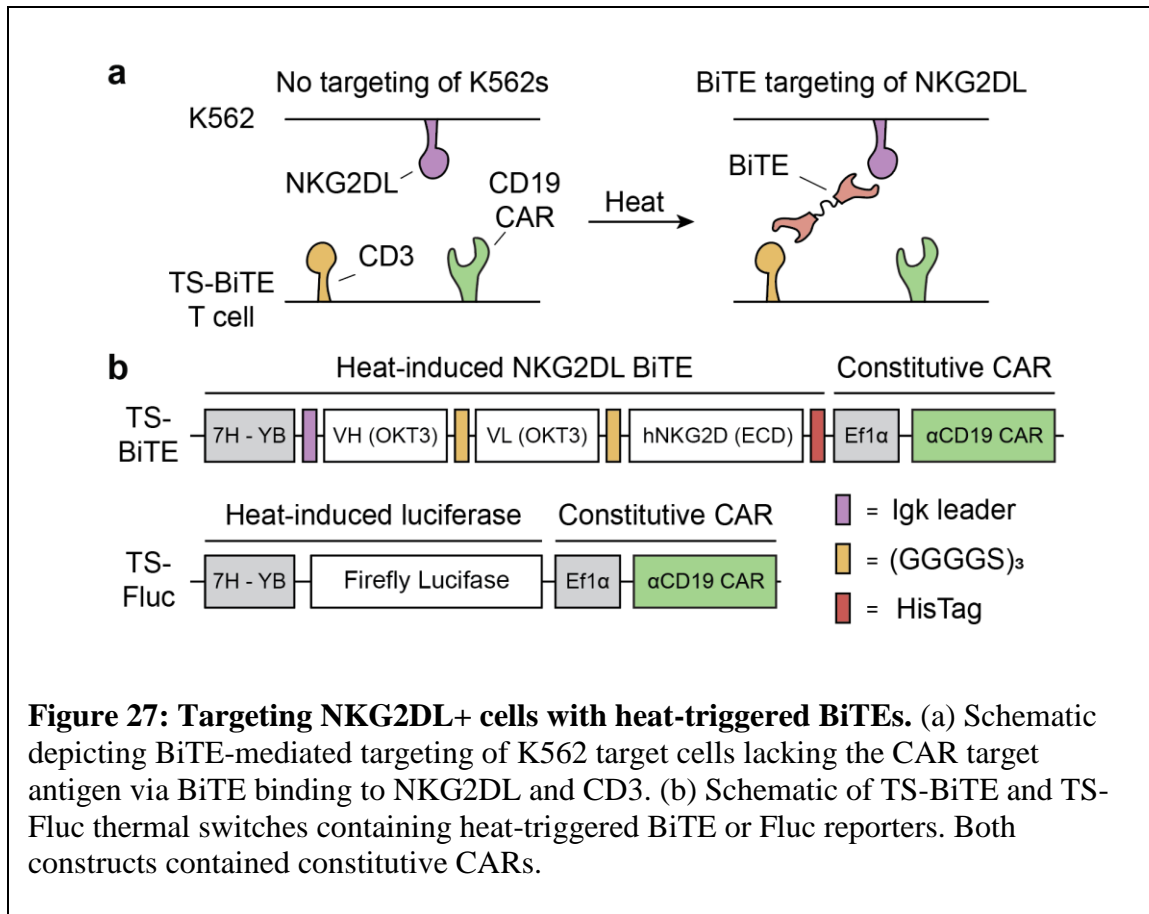 a
No targeting of K562s
BiTE targeting of NKG2DL
K562
NKG2DL
CD19
CAR
CD3
TS-BiTE
T cell
Heat
BiTE
b
Heat-induced NKG2DL BiTE
Constitutive CAR
TS-
BiTE
7H - YB
VH (OKT3)
VL (OKT3)
hNKG2D (ECD)
Ef1α
αCD19 CAR
Heat-induced luciferase
Constitutive CAR
TS-
Fluc
7H - YB
Firefly Lucifase
Ef1α
αCD19 CAR
= Igk leader
= (GGGGS)₃
= HisTag
Figure 27: Targeting NKG2DL+ cells with heat-triggered BiTEs. (a) Schematic
depicting BiTE-mediated targeting of K562 target cells lacking the CAR target
antigen via BiTE binding to NKG2DL and CD3. (b) Schematic of TS-BiTE and TS-
Fluc thermal switches containing heat-triggered BiTE or Fluc reporters. Both
constructs contained constitutive CARs.